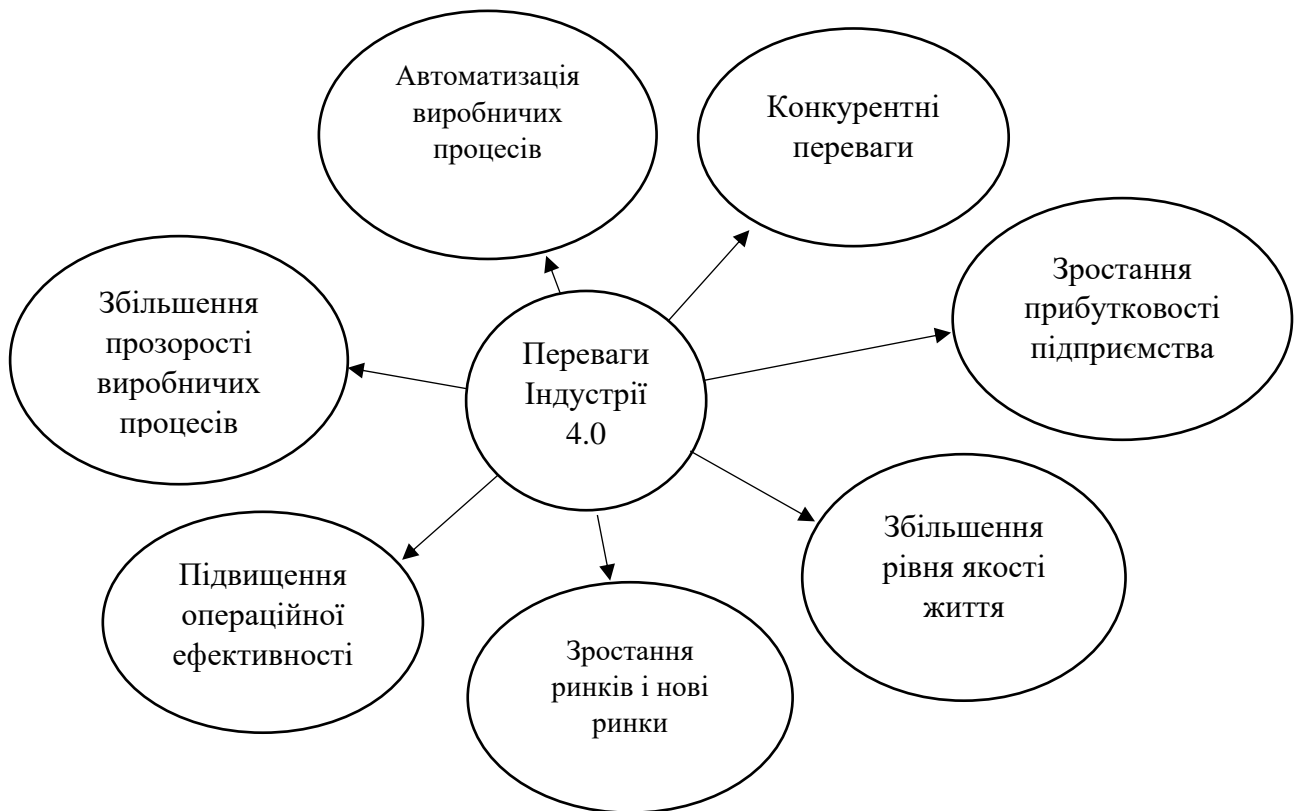 Автоматизація
виробничих
процесів
Конкурентні
переваги
Збільшення
прозорості
виробничих
процесів
Переваги
Індустрії
4.0
Зростання
прибутковості
підприємства
Підвищення
операційної
ефективності
Зростання
ринків і нові
ринки
Збільшення
рівня якості
життя